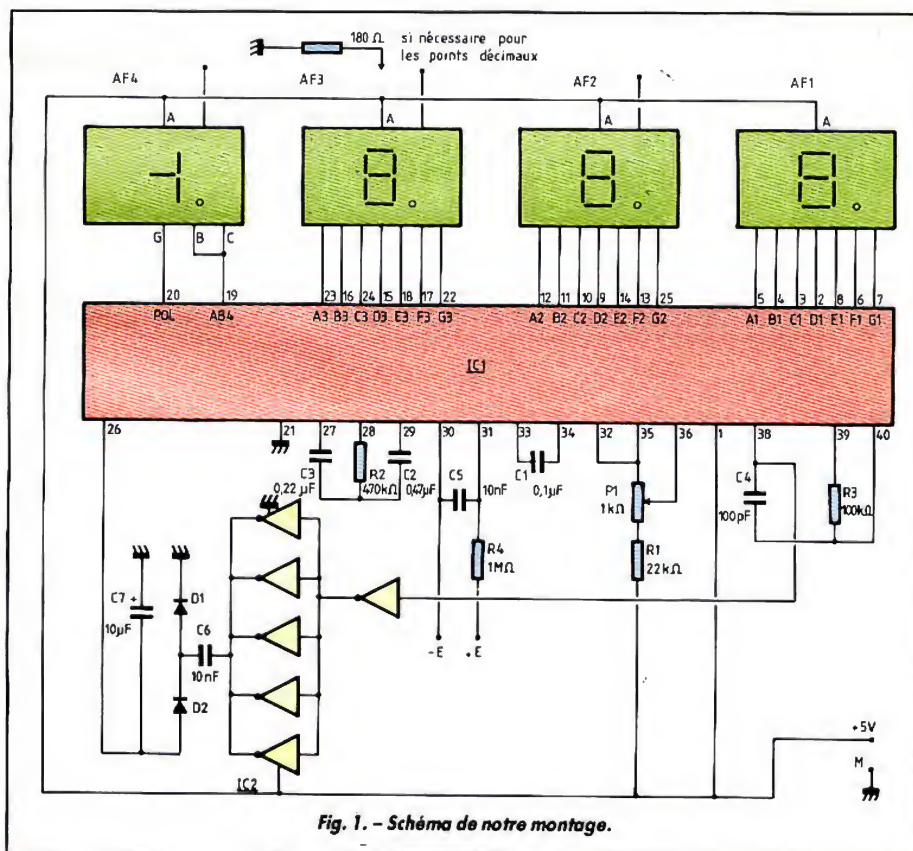 180 Ω si nécessaire pour
les points décimaux
AF4 AF3 AF2 AF1
A A A A
G B C
20 19 23 16 24 15 18 17 22 12 11 10 9 14 13 25 5 4 3 2 8 6 7
POL AB4 A3 B3 C3 D3 E3 F3 G3 A2 B2 C2 D2 E2 F2 G2 A1 B1 C1 D1 E1 F1 G1
IC1
26 21 27 28 29 30 31 33 34 32 35 36 1 38 39 40
C3
0,22 µF
R2
470kΩ
C2
0,47µF
C5
10nF
C1
0,1µF
P1
1kΩ
C4
100pF
R3
100kΩ
R4
1MΩ
R1
22kΩ
C7 +
10µF
D1
C6
10nF
D2
-E +E
IC2
+5V
M
Fig. 1. – Schéma de notre montage.